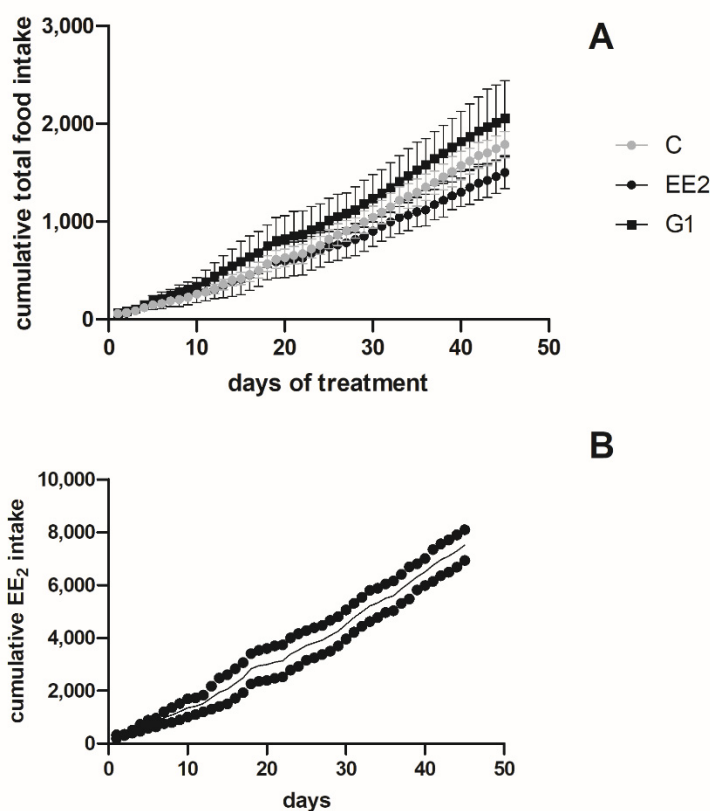 A
cumulative total food intake
3,000
2,000
1,000
0
0 10 20 30 40 50
days of treatment
C
EE2
G1
B
cumulative EE₂ intake
10,000
8,000
6,000
4,000
2,000
0
0 10 20 30 40 50
days